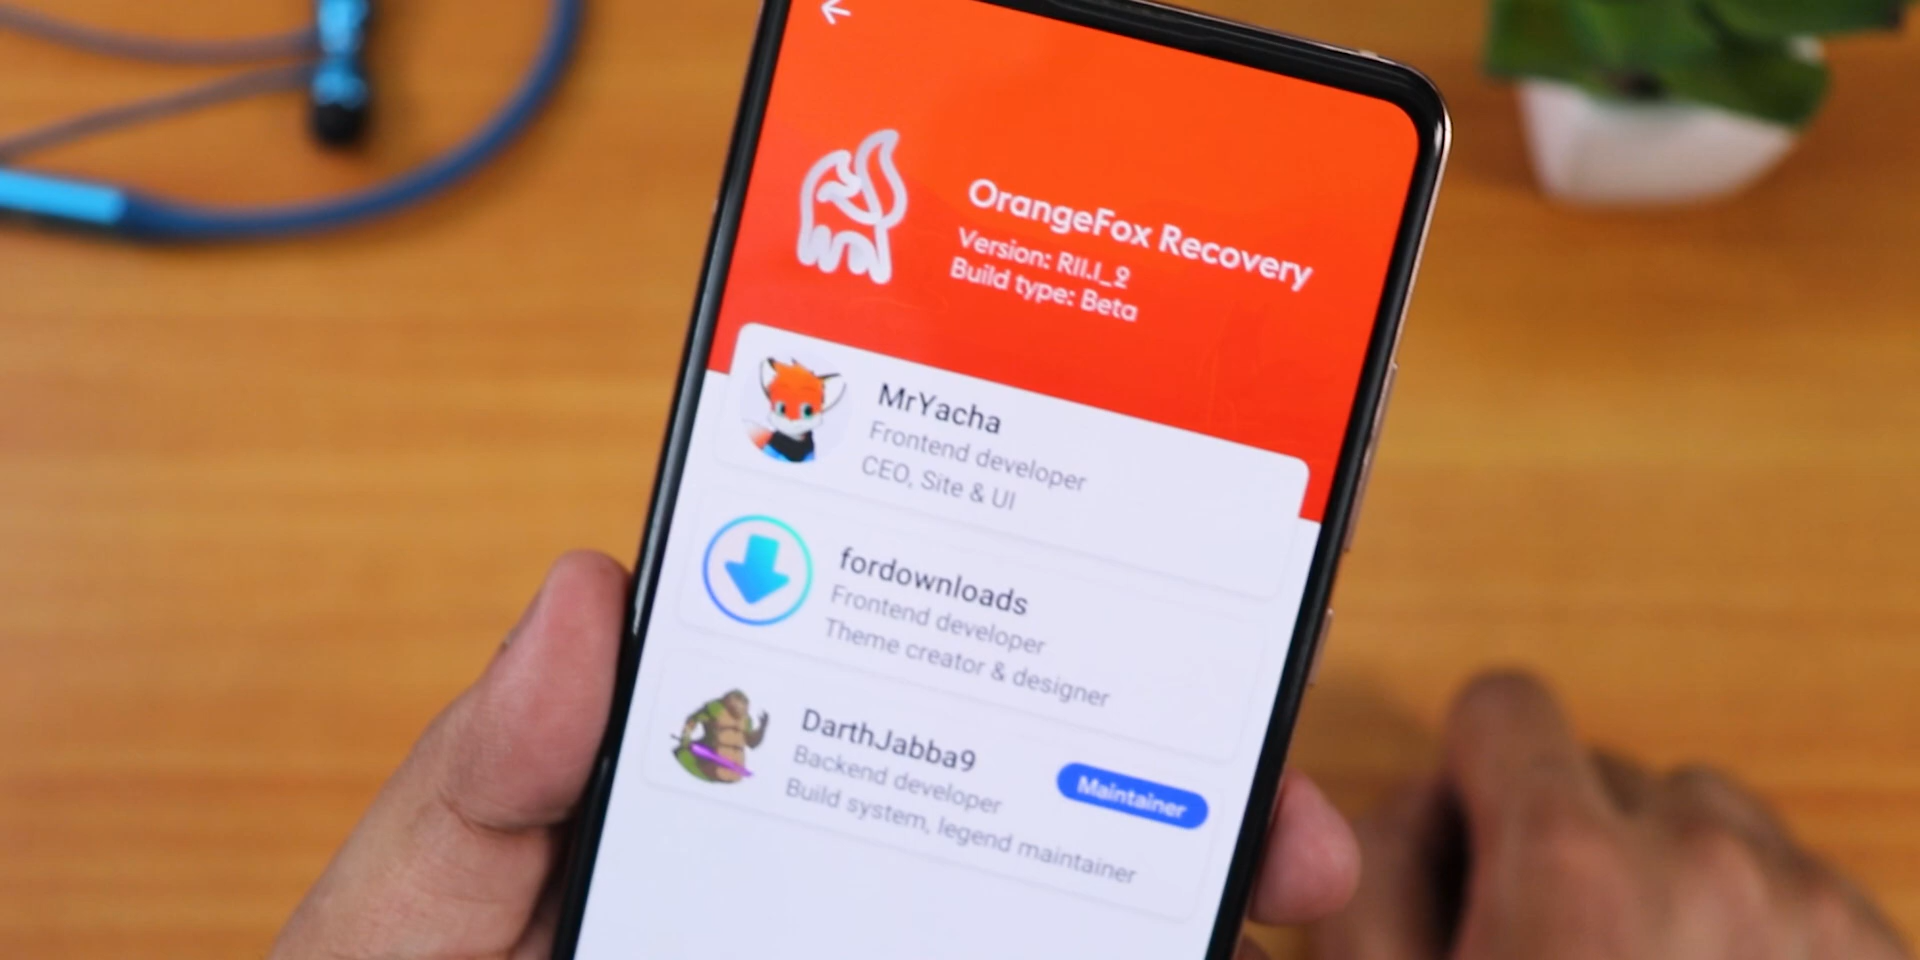 OrangeFox Recovery
Version: R11.1_2
Build type: Beta
MrYacha
Frontend developer
CEO, Site & UI
fordownloads
Frontend developer
Theme creator & designer
DarthJabba9
Backend developer
Maintainer
Build system, legend maintainer